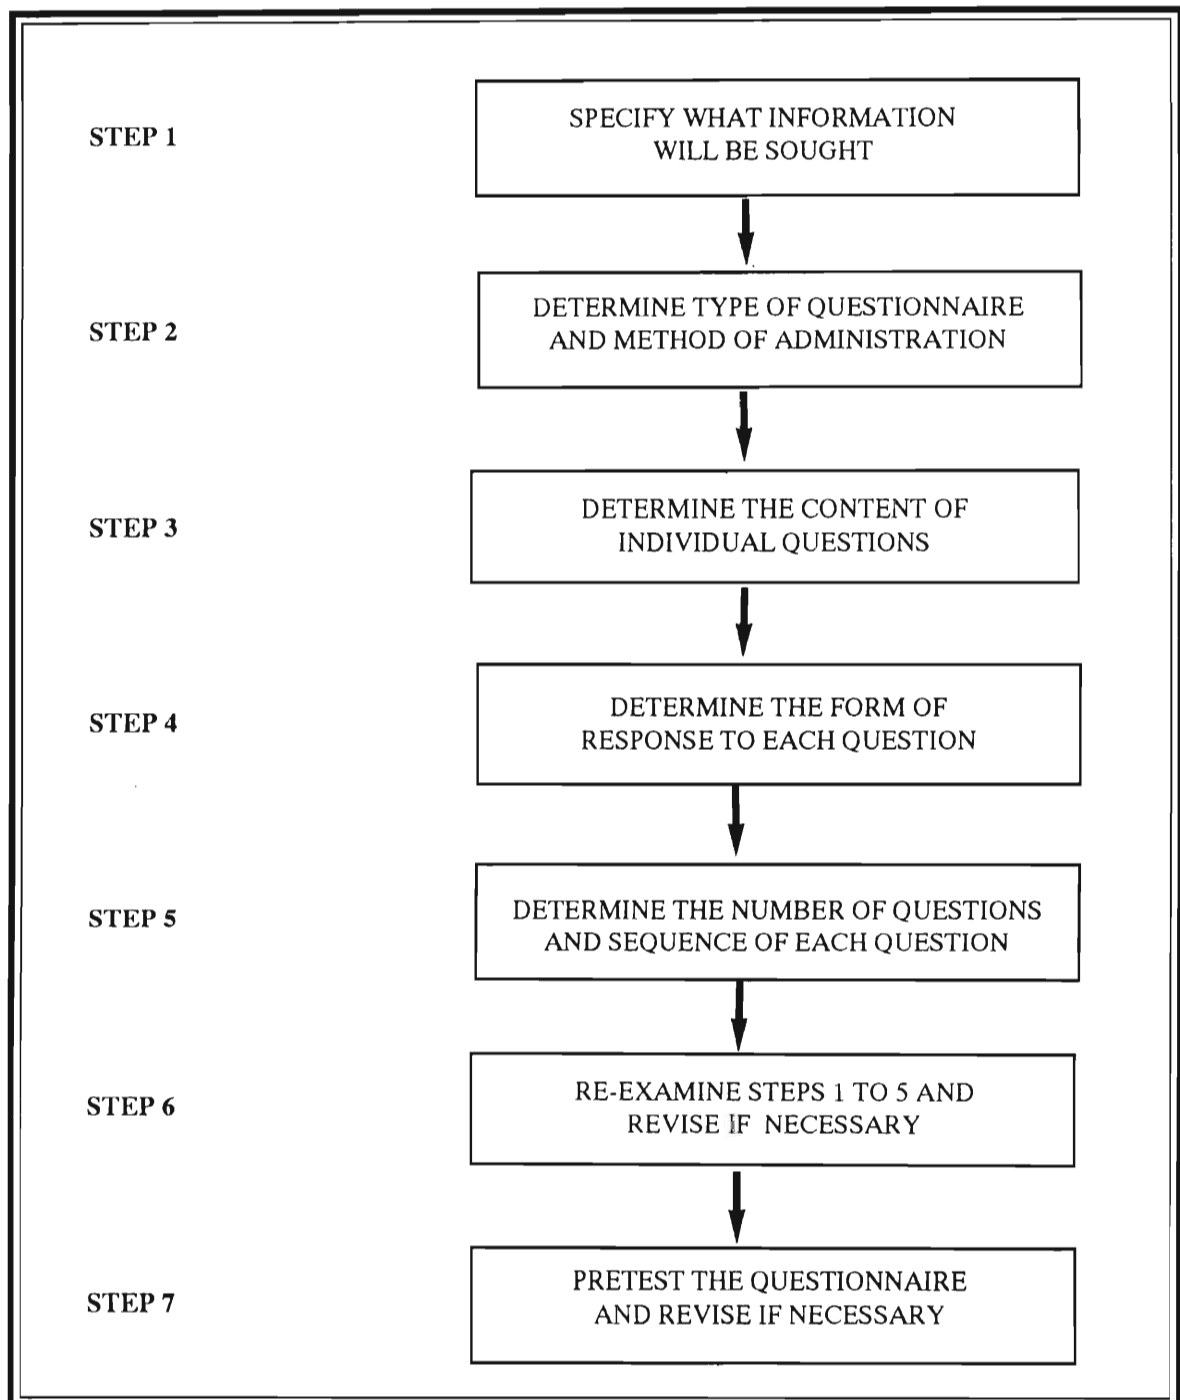 STEP 1
SPECIFY WHAT INFORMATION
WILL BE SOUGHT
STEP 2
DETERMINE TYPE OF QUESTIONNAIRE
AND METHOD OF ADMINISTRATION
STEP 3
DETERMINE THE CONTENT OF
INDIVIDUAL QUESTIONS
STEP 4
DETERMINE THE FORM OF
RESPONSE TO EACH QUESTION
STEP 5
DETERMINE THE NUMBER OF QUESTIONS
AND SEQUENCE OF EACH QUESTION
STEP 6
RE-EXAMINE STEPS 1 TO 5 AND
REVISE IF NECESSARY
STEP 7
PRETEST THE QUESTIONNAIRE
AND REVISE IF NECESSARY